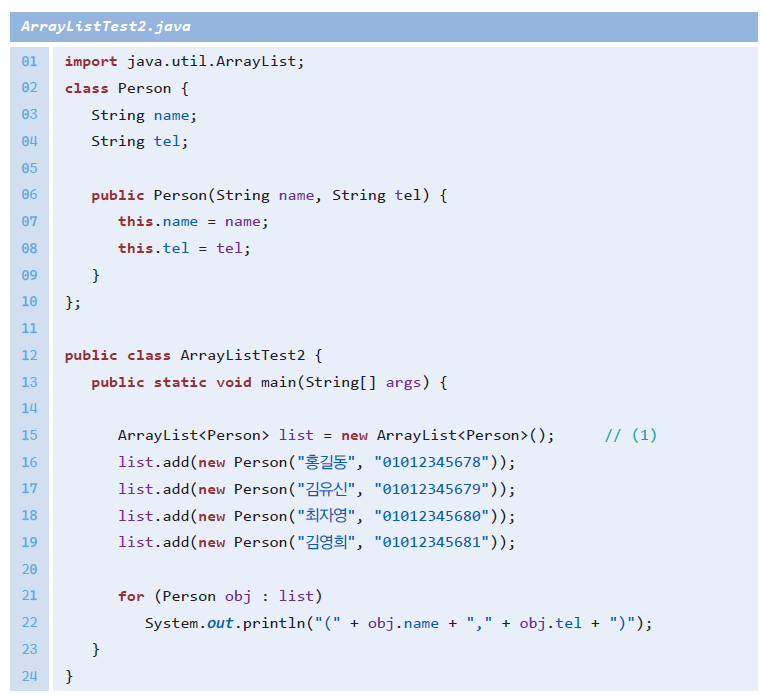 ArrayListTest2.java
01 import java.util.ArrayList;
02 class Person {
03    String name;
04    String tel;
05
06    public Person(String name, String tel) {
07       this.name = name;
08       this.tel = tel;
09    }
10 };
11
12 public class ArrayListTest2 {
13    public static void main(String[] args) {
14
15       ArrayList<Person> list = new ArrayList<Person>();      // (1)
16       list.add(new Person("홍길동", "01012345678"));
17       list.add(new Person("김유신", "01012345679"));
18       list.add(new Person("최자영", "01012345680"));
19       list.add(new Person("김영희", "01012345681"));
20
21       for (Person obj : list)
22          System.out.println("(" + obj.name + "," + obj.tel + ")");
23    }
24 }